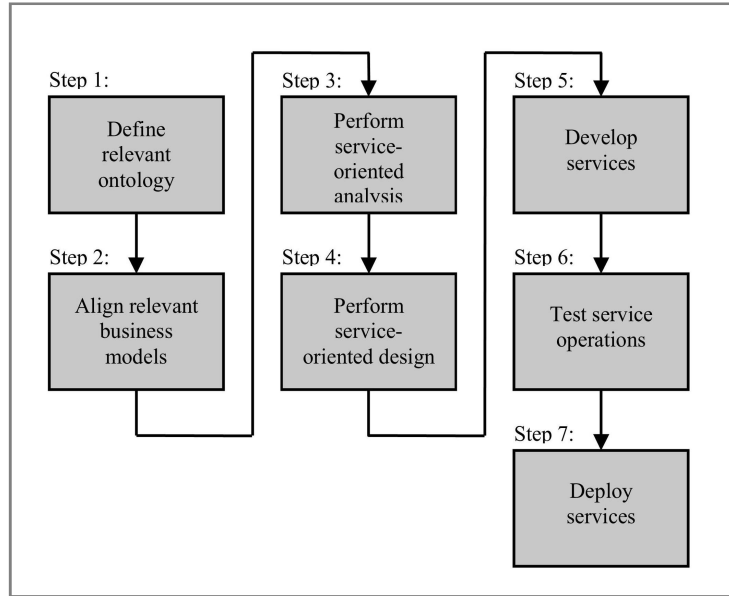 Step 1:
Define
relevant
ontology
Step 2:
Align relevant
business
models
Step 3:
Perform
service-
oriented
analysis
Step 4:
Perform
service-
oriented design
Step 5:
Develop
services
Step 6:
Test service
operations
Step 7:
Deploy
services